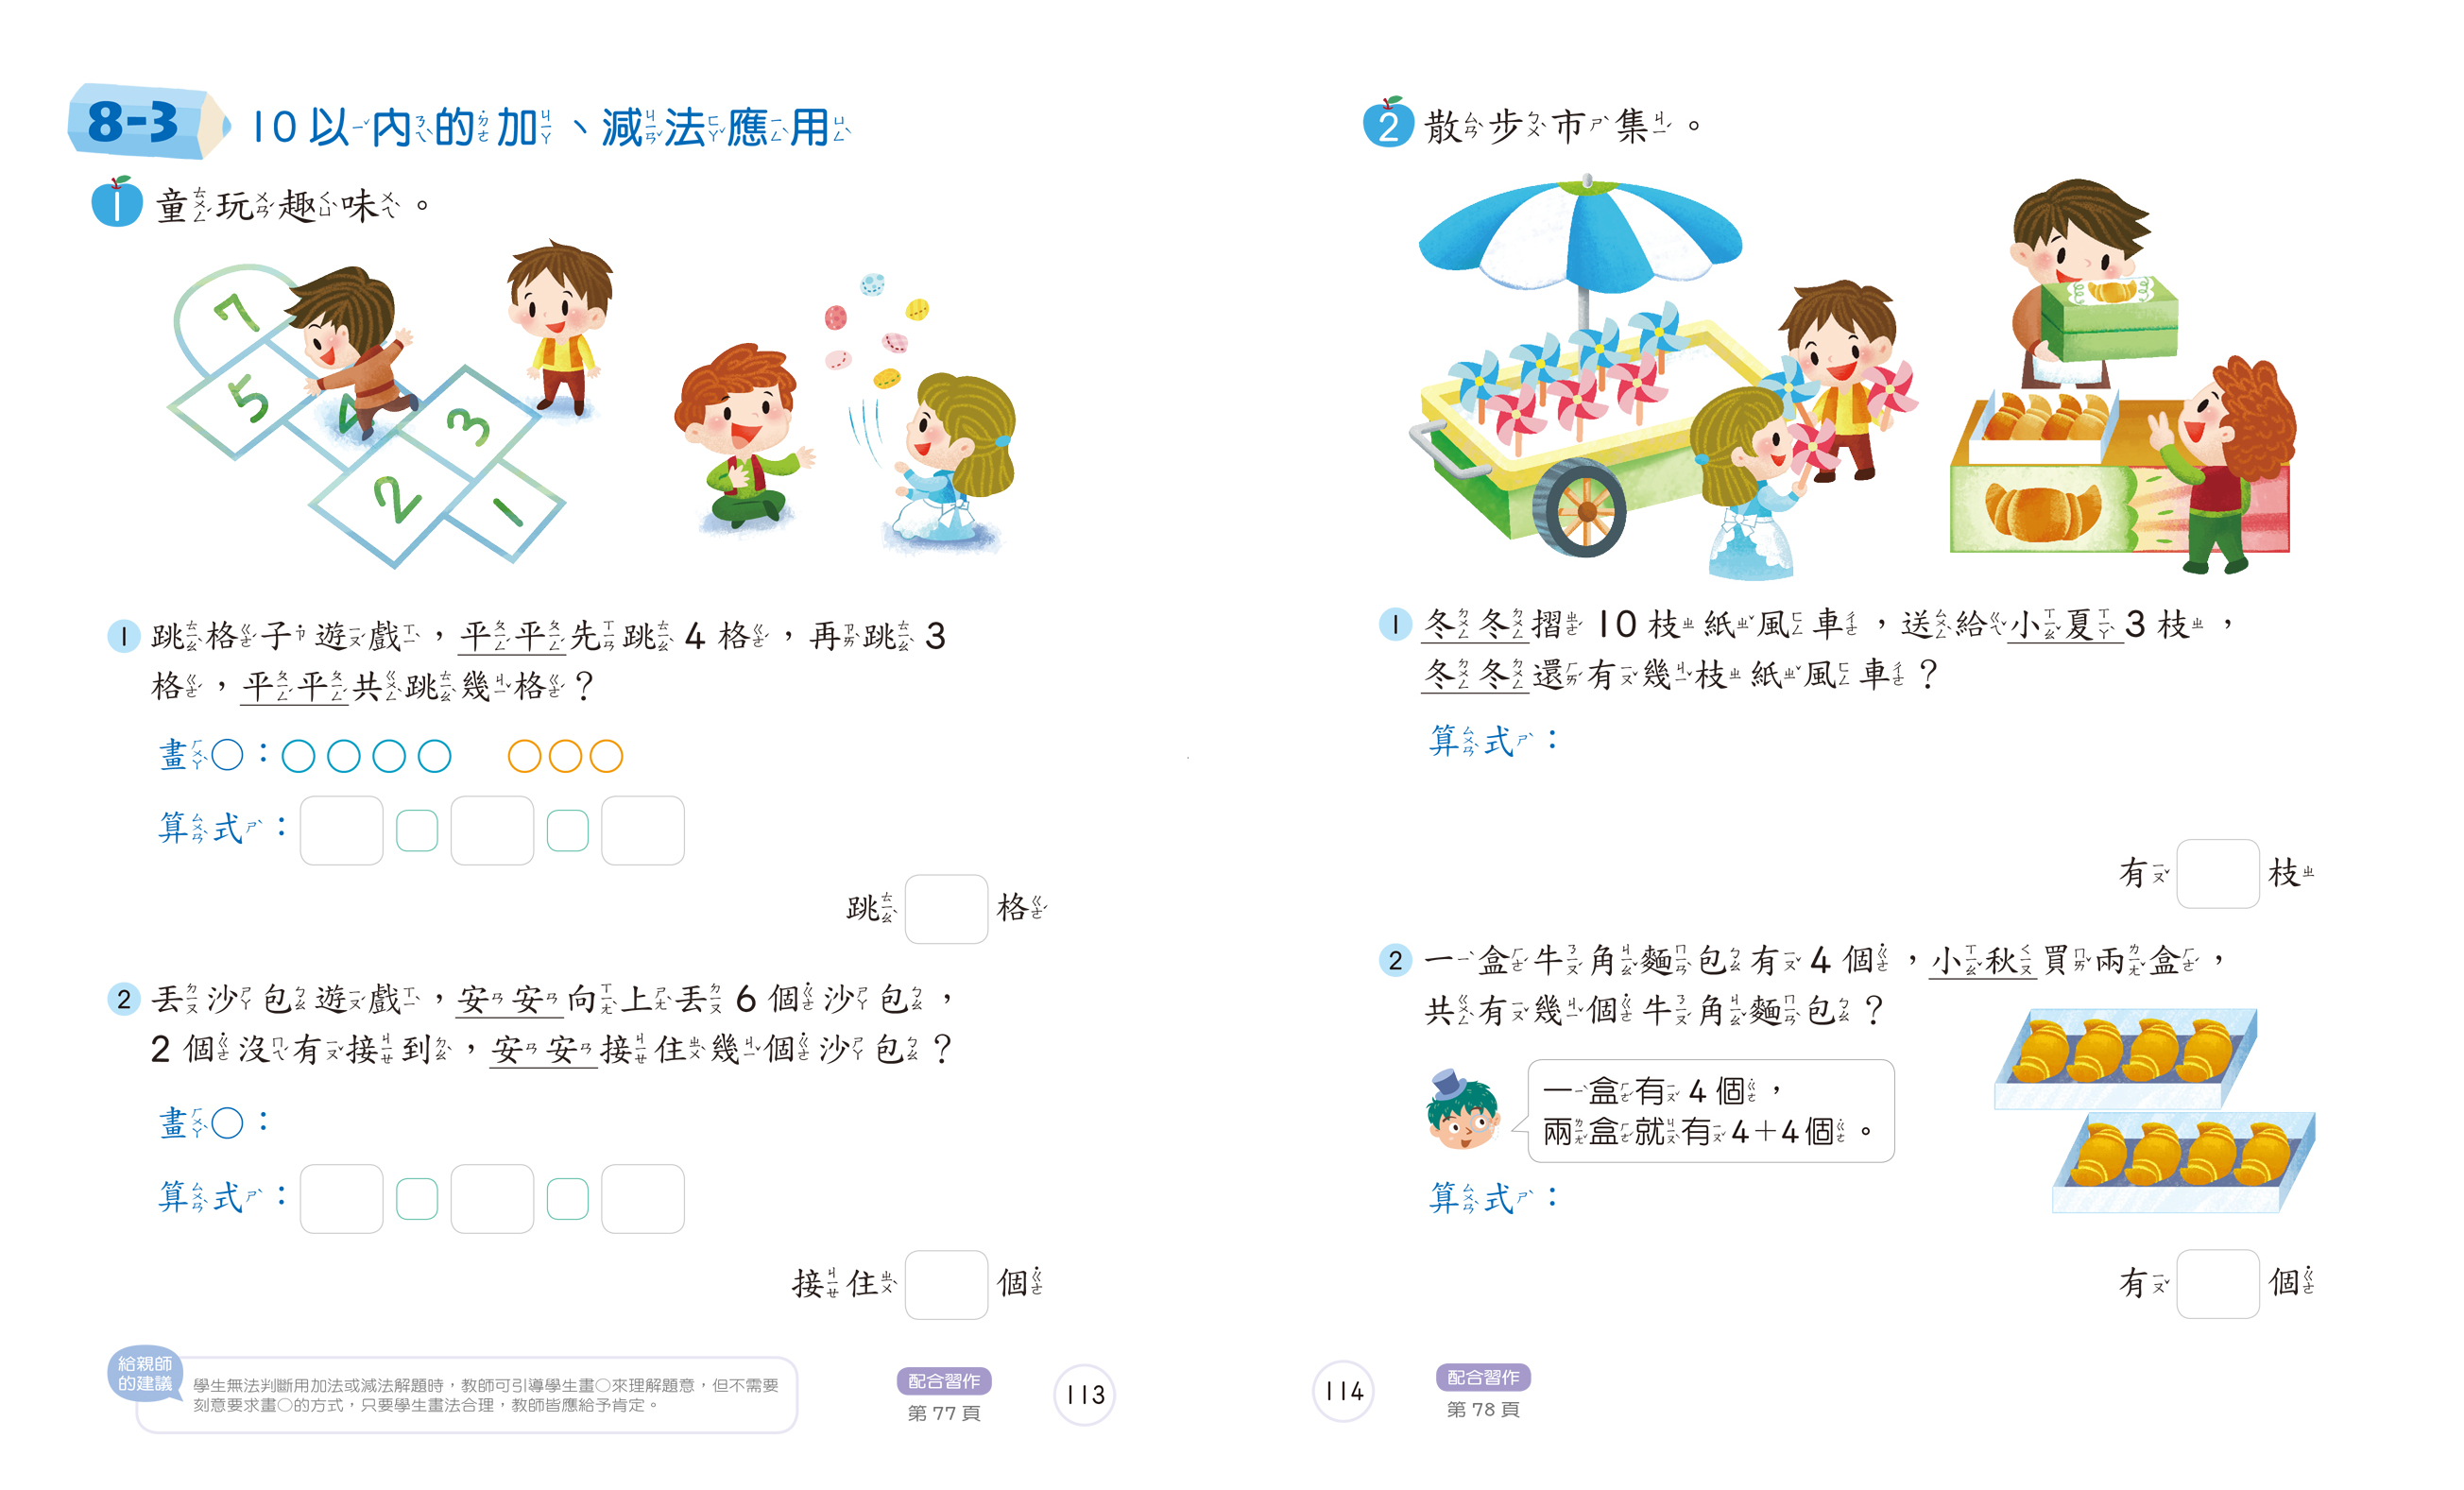 8-3 10以內的加、減法應用
1 童玩趣味。
7
5
4
3
2
1
1 跳格子遊戲，平平先跳 4 格，再跳 3
格，平平共跳幾格？
畫○：○○○○ ○○○
算式：
跳 格
2 丟沙包遊戲，安安向上丟 6 個沙包，
2 個沒有接到，安安接住幾個沙包？
畫○：
算式：
接住 個
給親師
的建議
學生無法判斷用加法或減法解題時，教師可引導學生畫○來理解題意，但不需要
刻意要求畫○的方式，只要學生畫法合理，教師皆應給予肯定。
配合習作
第 77 頁
113
2 散步市集。
1 冬冬摺 10 枝紙風車，送給小夏 3 枝，
冬冬還有幾枝紙風車？
算式：
有 枝
2 一盒牛角麵包有 4 個，小秋買兩盒，
共有幾個牛角麵包？
一盒有 4 個，
兩盒就有 4＋4 個。
算式：
有 個
114
配合習作
第 78 頁